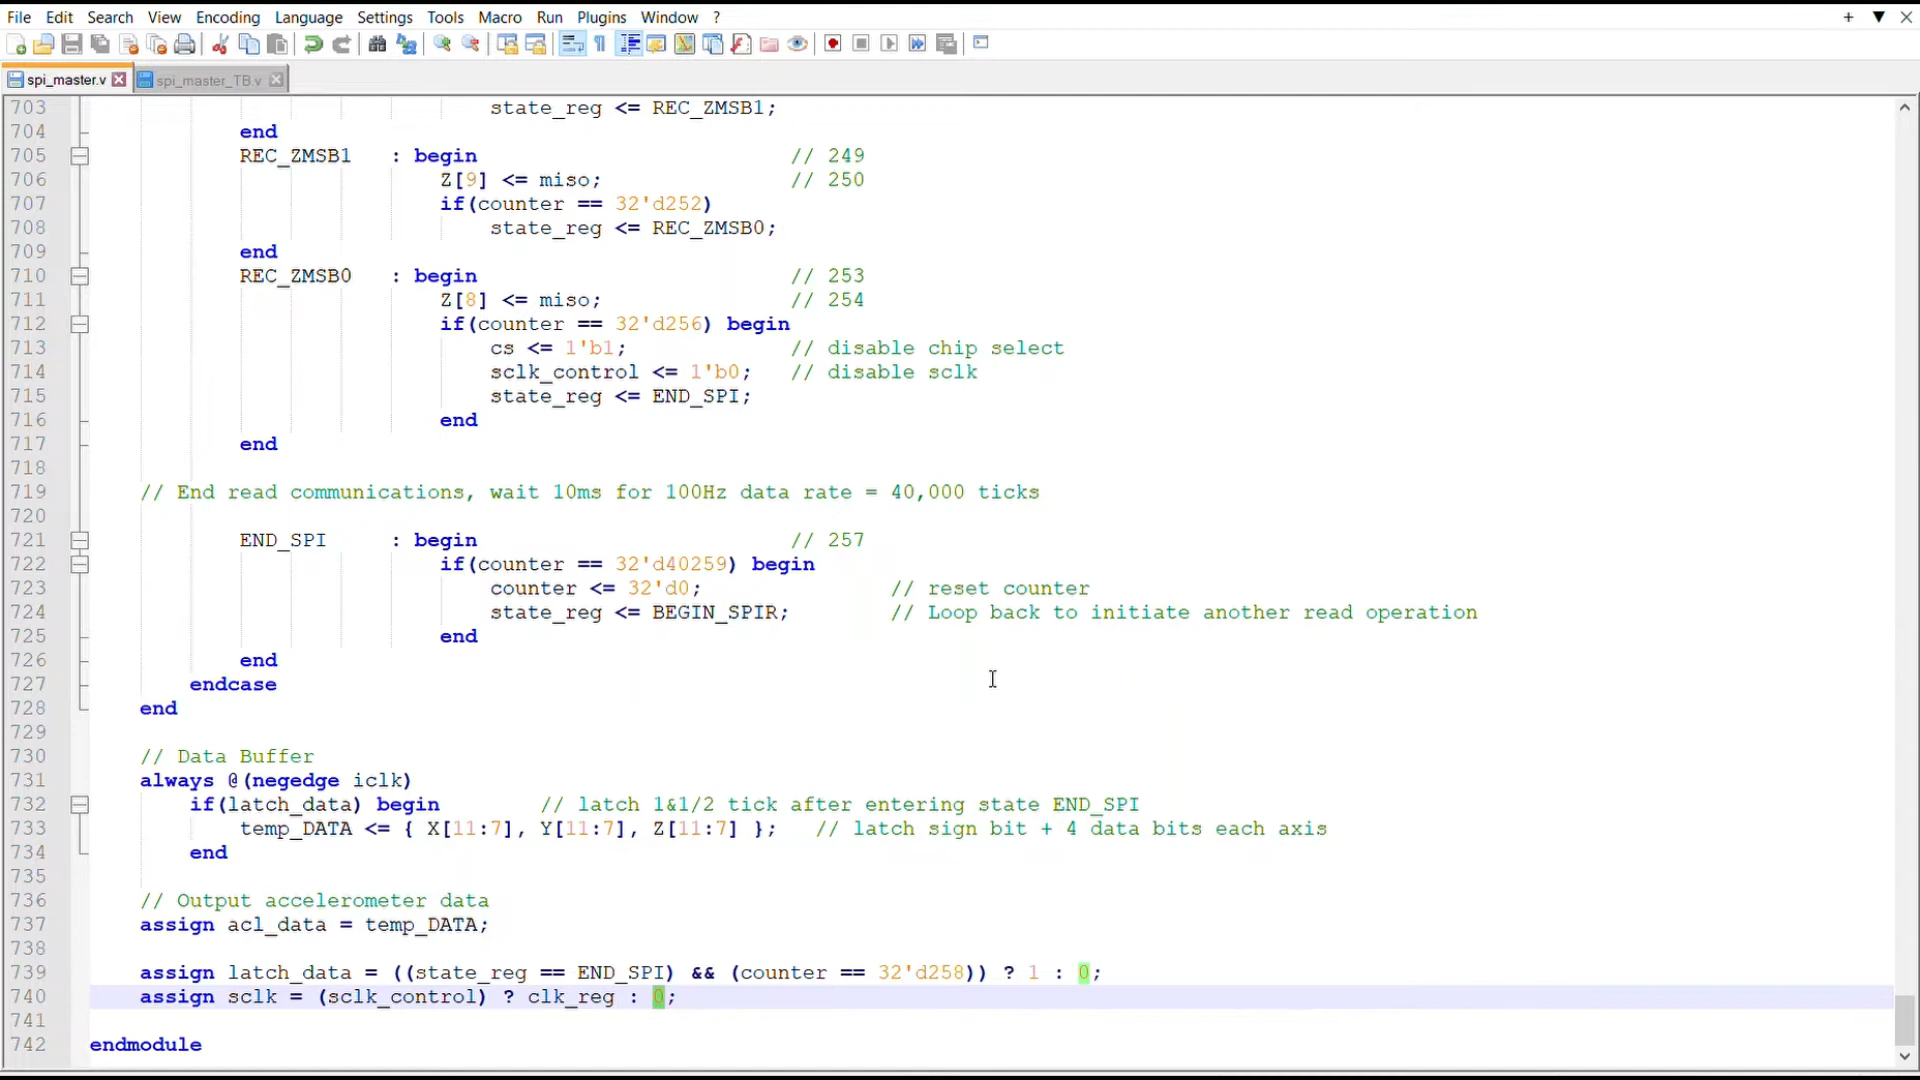 File Edit Search View Encoding Language Settings Tools Macro Run Plugins Window ?
spi_master.v spi_master_TB.v
703 state_reg <= REC_ZMSB1;
704 end
705 REC_ZMSB1 : begin // 249
706 Z[9] <= miso; // 250
707 if(counter == 32'd252)
708 state_reg <= REC_ZMSB0;
709 end
710 REC_ZMSB0 : begin // 253
711 Z[8] <= miso; // 254
712 if(counter == 32'd256) begin
713 cs <= 1'b1; // disable chip select
714 sclk_control <= 1'b0; // disable sclk
715 state_reg <= END_SPI;
716 end
717 end
718
719 // End read communications, wait 10ms for 100Hz data rate = 40,000 ticks
720
721 END_SPI : begin // 257
722 if(counter == 32'd40259) begin
723 counter <= 32'd0; // reset counter
724 state_reg <= BEGIN_SPIR; // Loop back to initiate another read operation
725 end
726 end
727 endcase
728 end
729
730 // Data Buffer
731 always @(negedge iclk)
732 if(latch_data) begin // latch 1&1/2 tick after entering state END_SPI
733 temp_DATA <= { X[11:7], Y[11:7], Z[11:7] }; // latch sign bit + 4 data bits each axis
734 end
735
736 // Output accelerometer data
737 assign acl_data = temp_DATA;
738
739 assign latch_data = ((state_reg == END_SPI) && (counter == 32'd258)) ? 1 : 0;
740 assign sclk = (sclk_control) ? clk_reg : 0;
741
742 endmodule